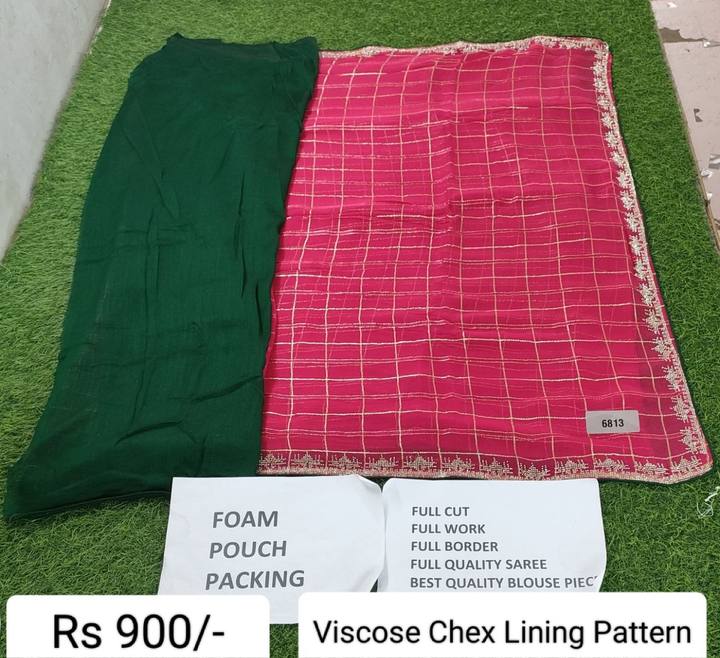 6813
FOAM
POUCH
PACKING
FULL CUT
FULL WORK
FULL BORDER
FULL QUALITY SAREE
BEST QUALITY BLOUSE PIEC
Rs 900/-
Viscose Chex Lining Pattern